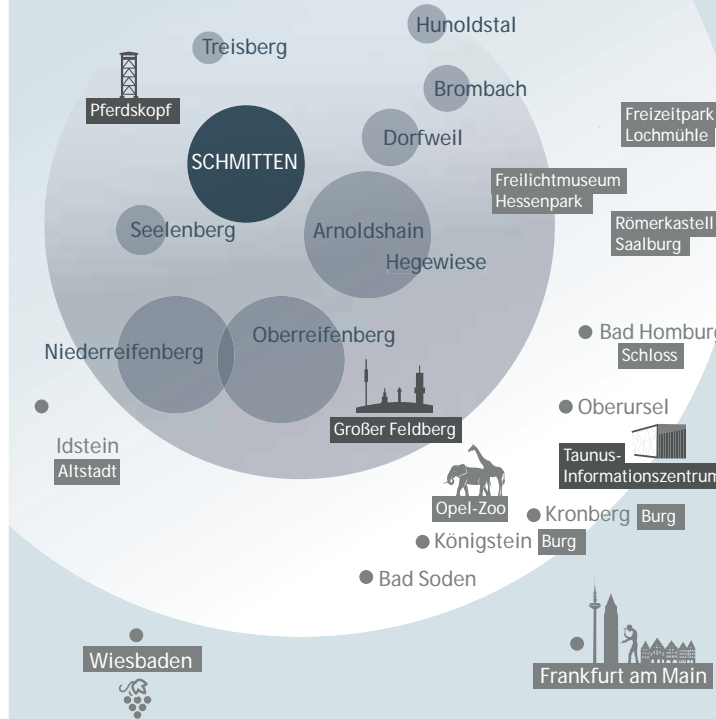 Hunoldstal
Treisberg
Pferdskopf
Brombach
Freizeitpark
Lochmühle
Dorfweil
SCHMITTEN
Freilichtmuseum
Hessenpark
Seelenberg
Arnoldshain
Hegewiese
Römerkastell
Saalburg
Niederreifenberg
Oberreifenberg
Bad Homburg
Schloss
Großer Feldberg
Oberursel
Idstein
Altstadt
Taunus-
Informationszentrum
Opel-Zoo
Kronberg Burg
Königstein Burg
Bad Soden
Wiesbaden
Frankfurt am Main